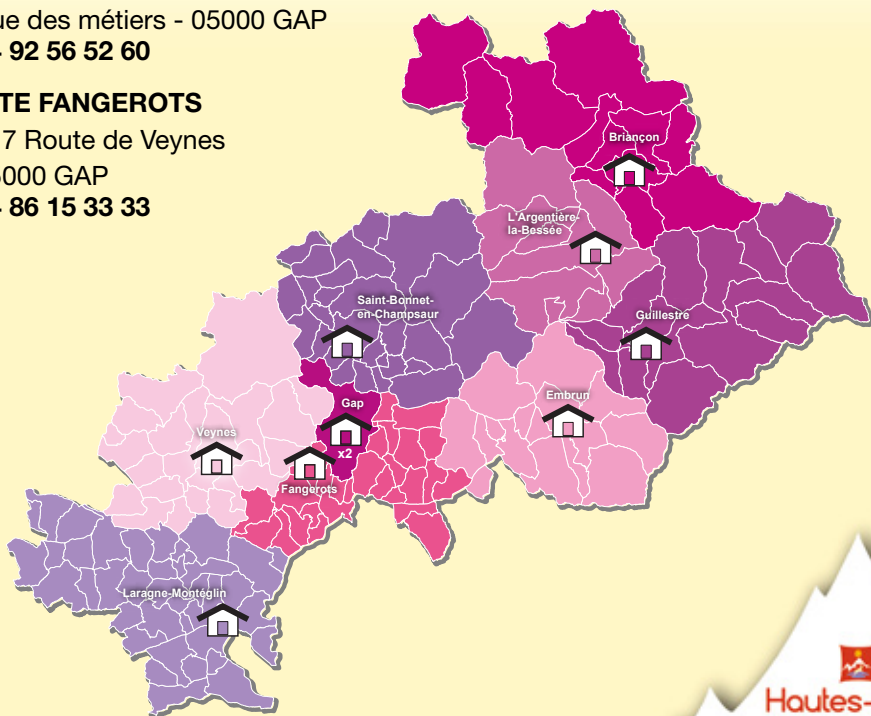 ue des métiers - 05000 GAP
92 56 52 60
TE FANGEROTS
7 Route de Veynes
000 GAP
86 15 33 33
Briançon
L'Argentière-
la-Bessée
Saint-Bonnet-
en-Champsaur
Guillestre
Embrun
Gap
x2
Veynes
Fangerots
Laragne-Montéglin
Hautes-